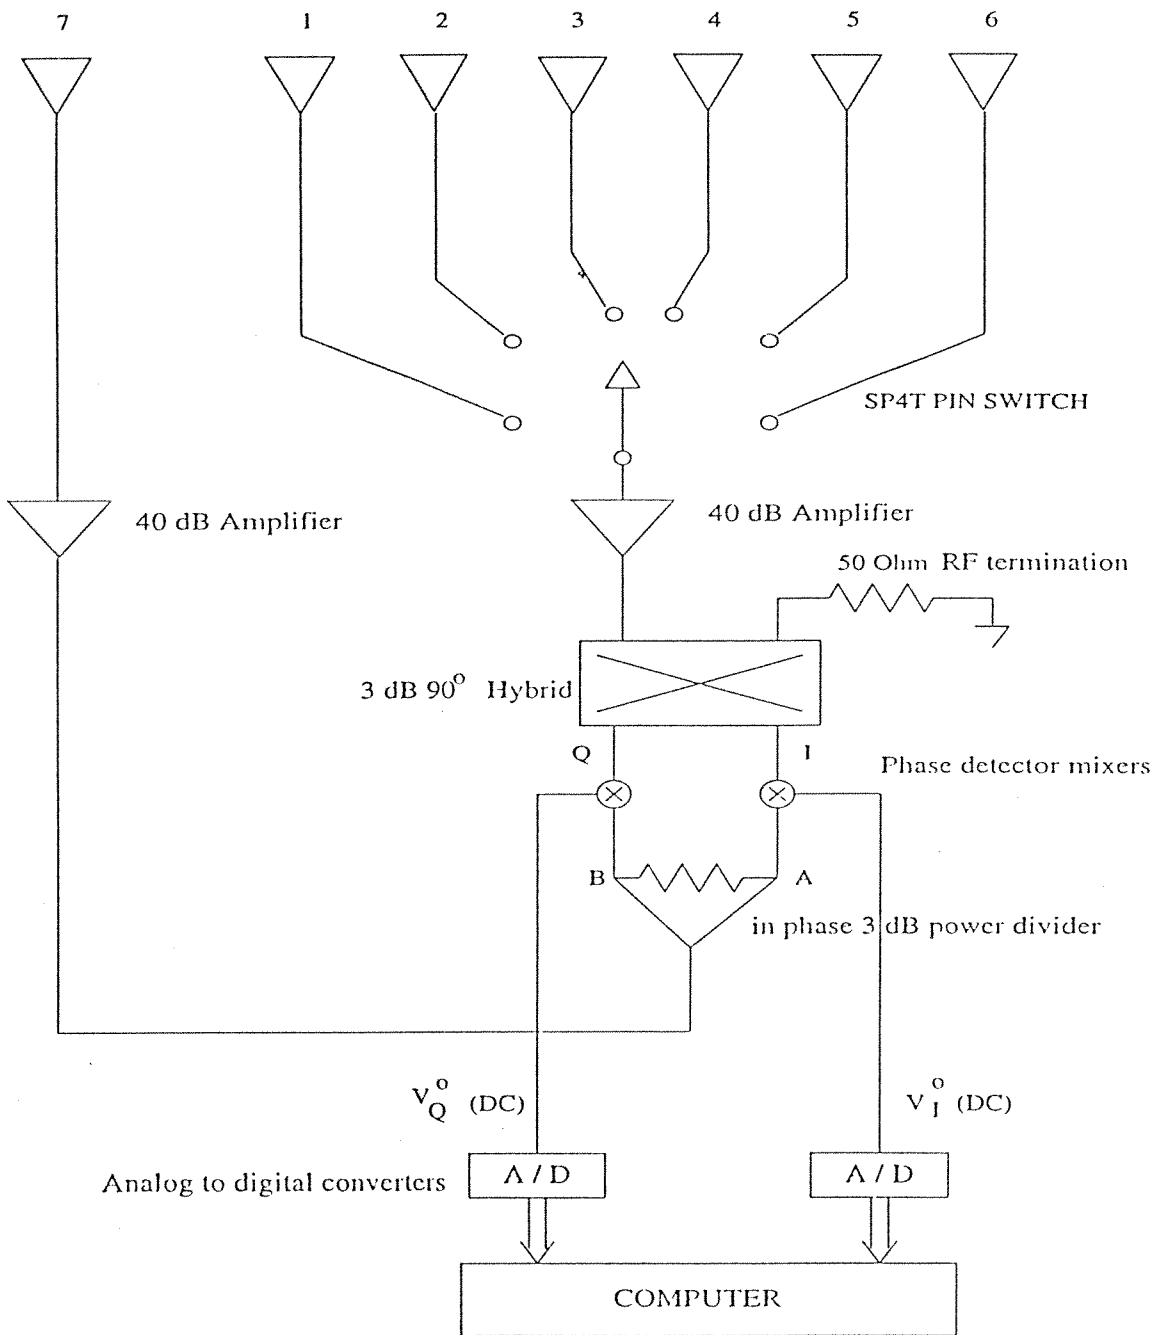 7 1 2 3 4 5 6
SP4T PIN SWITCH
40 dB Amplifier
40 dB Amplifier
50 Ohm RF termination
3 dB 90° Hybrid
Q I
Phase detector mixers
B A
in phase 3 dB power divider
V_Q^o (DC)
V_I^o (DC)
Analog to digital converters
A / D
A / D
COMPUTER